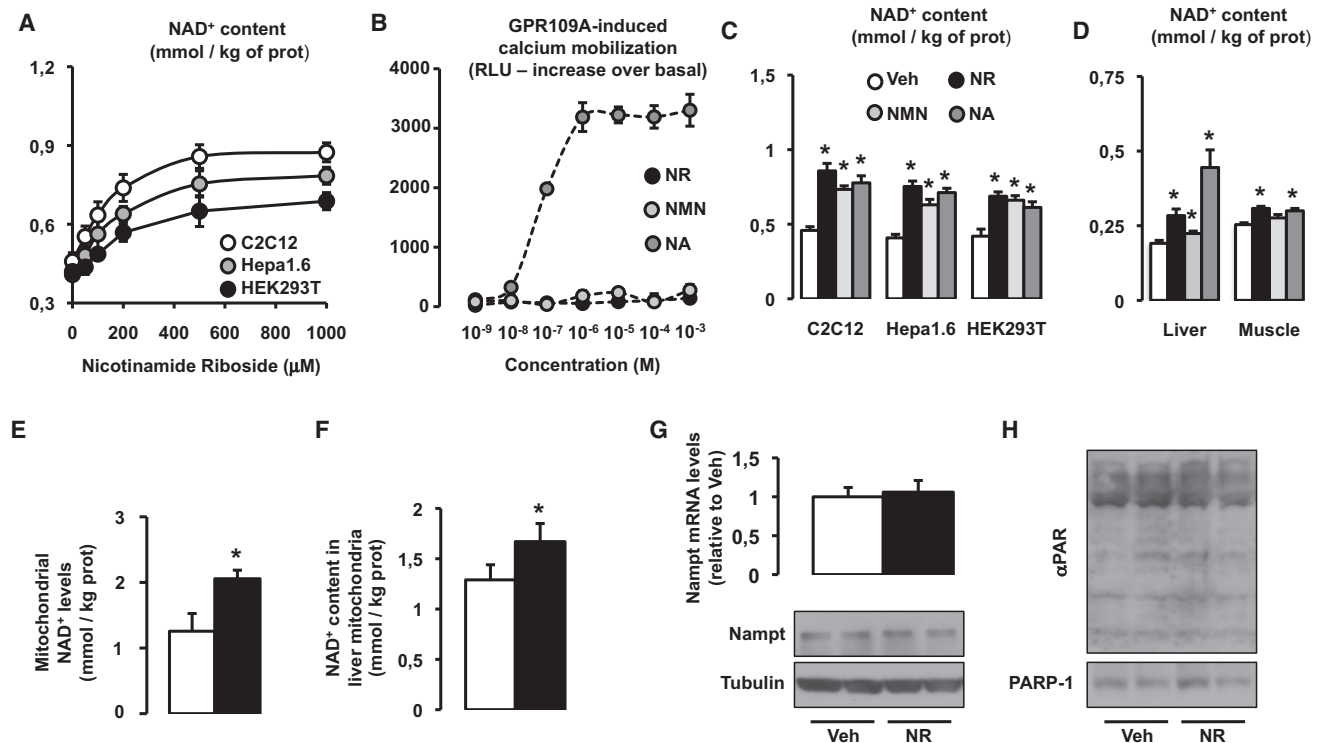 A
NAD+ content
(mmol / kg of prot)
1,2
0,9
0,6
0,3
C2C12
Hepa1.6
HEK293T
0 200 400 600 800 1000
Nicotinamide Riboside (μM)
B
GPR109A-induced
calcium mobilization
(RLU – increase over basal)
4000
3000
2000
1000
0
NR
NMN
NA
10-9 10-8 10-7 10-6 10-5 10-4 10-3
Concentration (M)
C
NAD+ content
(mmol / kg of prot)
1,5
1
0,5
0
Veh NR
NMN NA
* * * * * * * * *
C2C12 Hepa1.6 HEK293T
D
NAD+ content
(mmol / kg of prot)
0,75
0,5
0,25
0
* * * * *
Liver Muscle
E
Mitochondrial
NAD+ levels
(mmol / kg prot)
3
2
1
0
*
F
NAD+ content in
liver mitochondria
(mmol / kg prot)
2
1,5
1
0,5
0
*
G
Nampt mRNA levels
(relative to Veh)
1,5
1
0,5
0
Nampt
Tubulin
Veh NR
H
αPAR
PARP-1
Veh NR